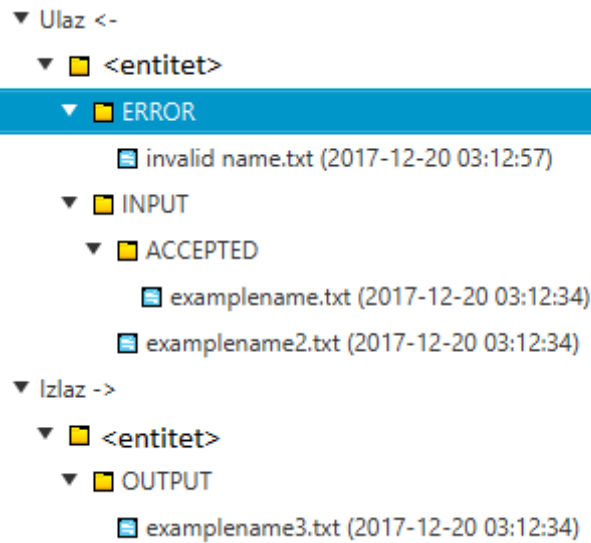 Ulaz <-
<entitet>
ERROR
invalid name.txt (2017-12-20 03:12:57)
INPUT
ACCEPTED
examplename.txt (2017-12-20 03:12:34)
examplename2.txt (2017-12-20 03:12:34)
Izlaz ->
<entitet>
OUTPUT
examplename3.txt (2017-12-20 03:12:34)